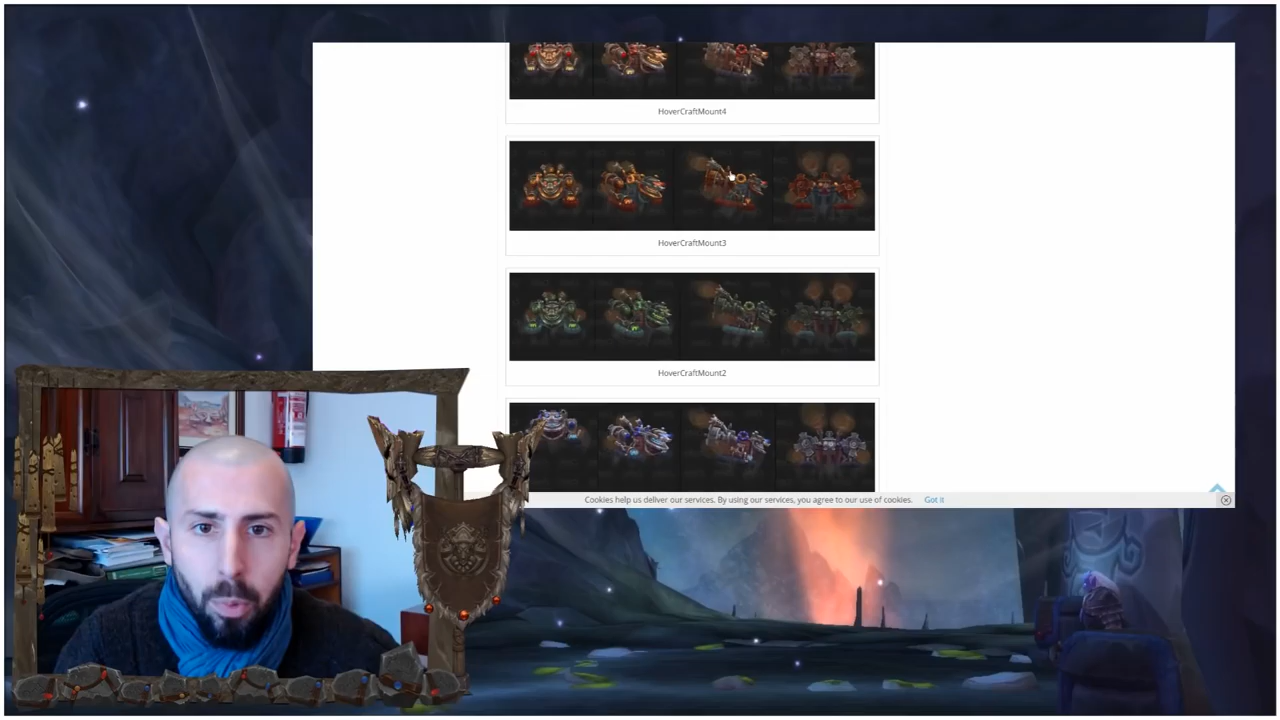 HoverCraftMount4
HoverCraftMount3
HoverCraftMount2
Cookies help us deliver our services. By using our services, you agree to our use of cookies. Got it